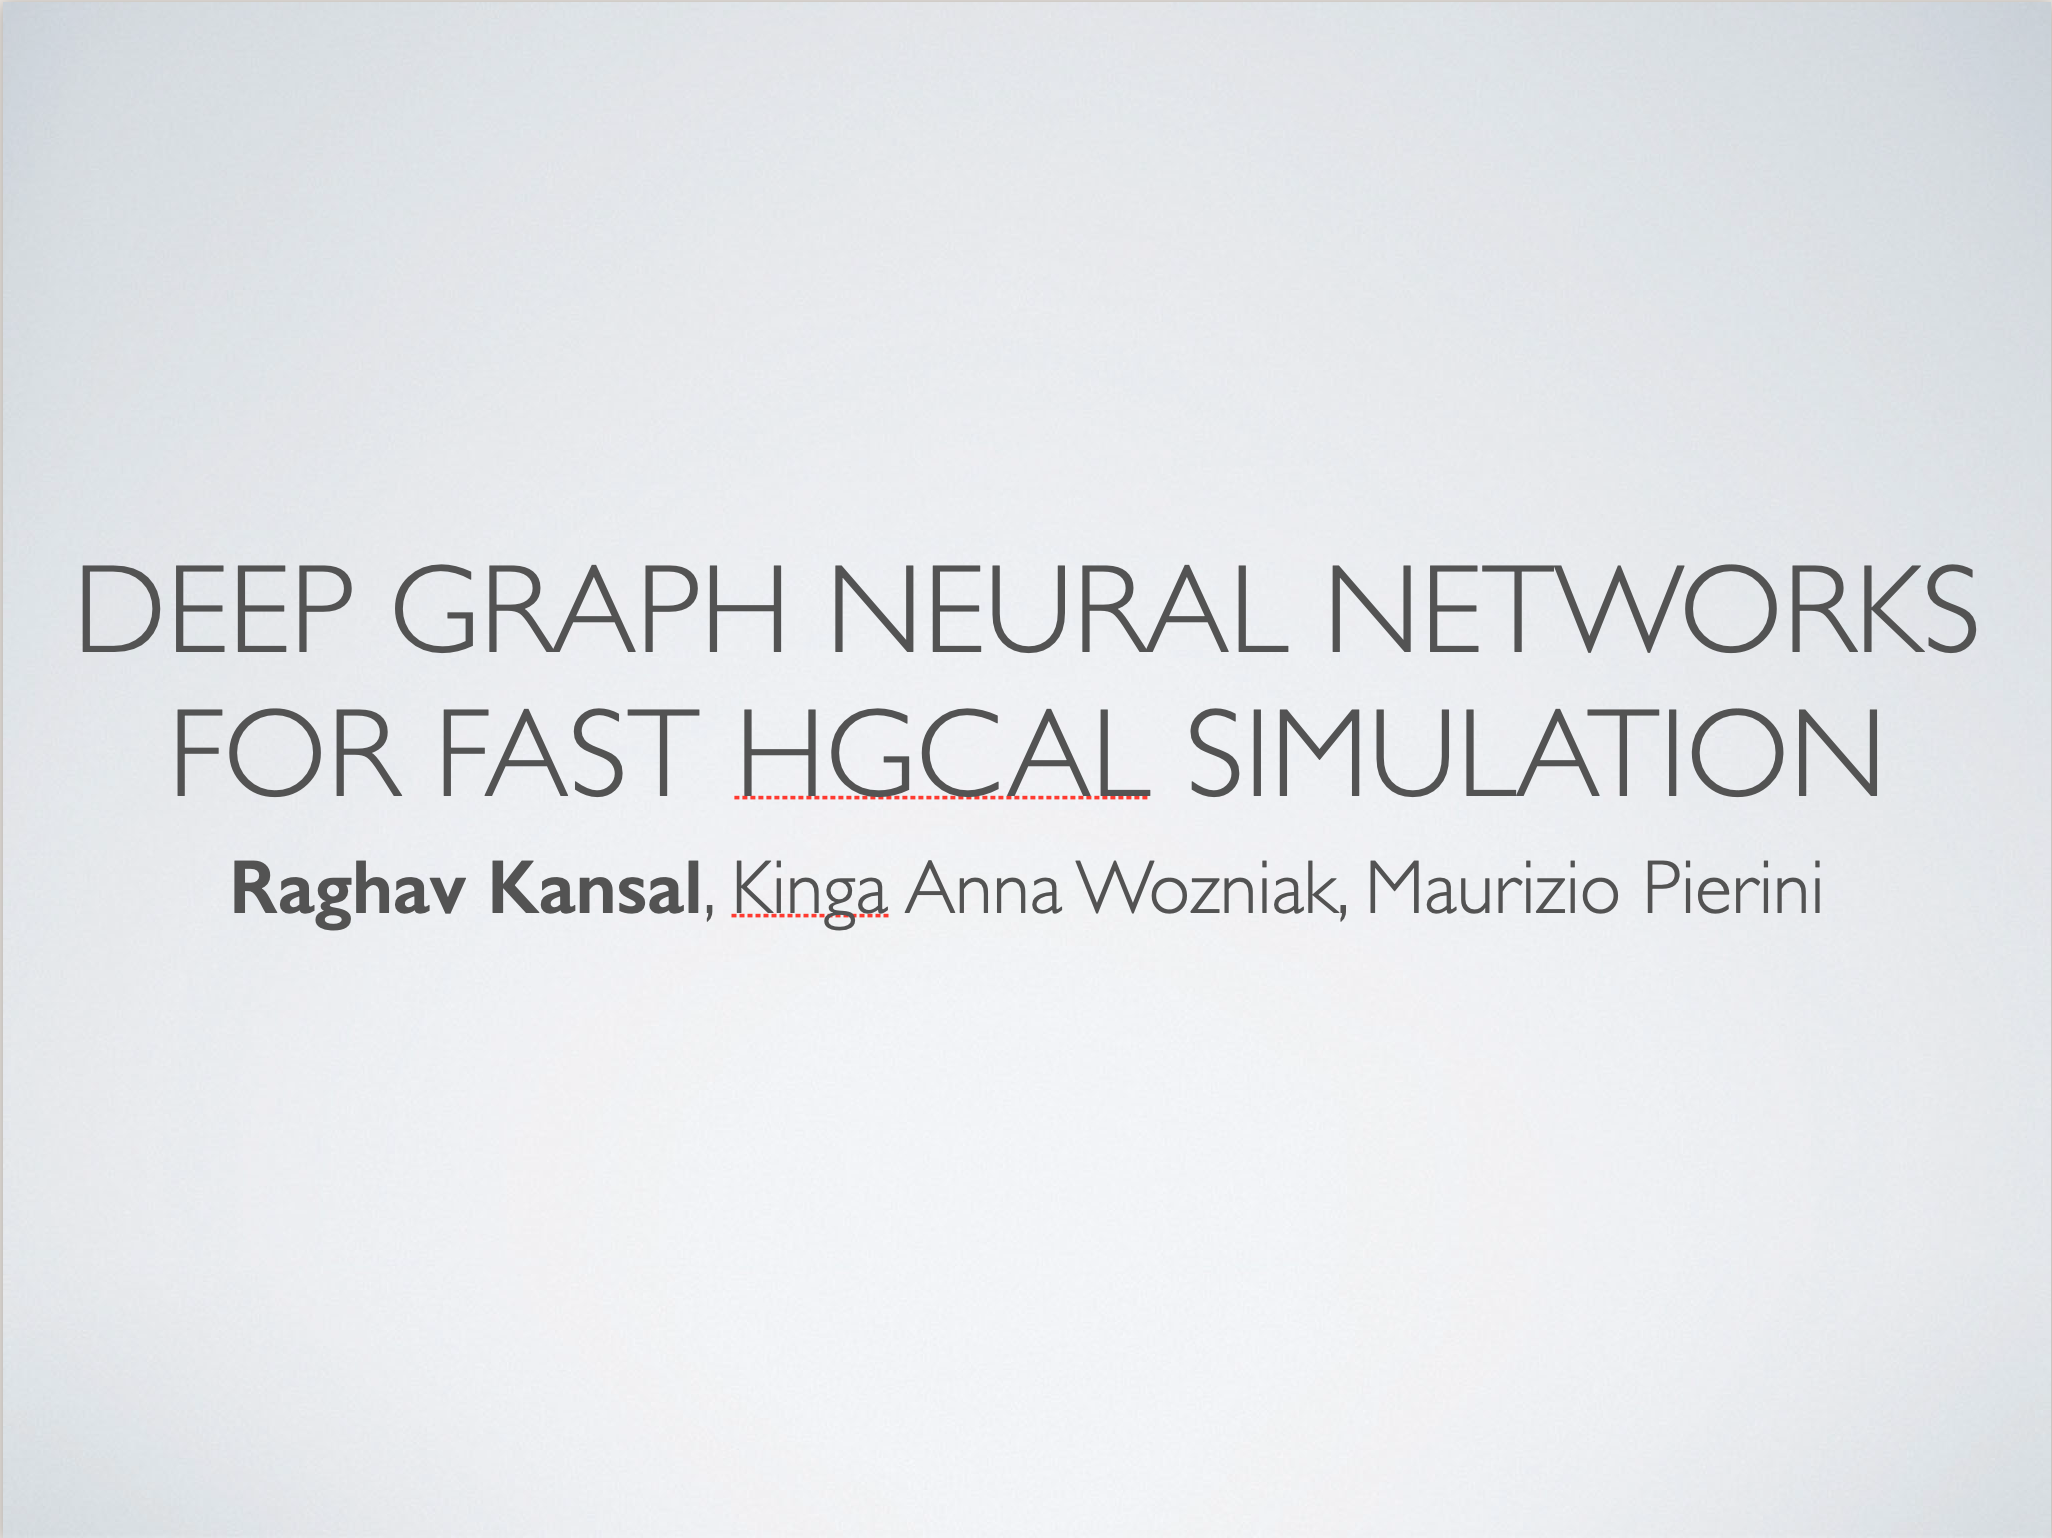 DEEP GRAPH NEURAL NETWORKS
FOR FAST HGCAL SIMULATION
Raghav Kansal, Kinga Anna Wozniak, Maurizio Pierini